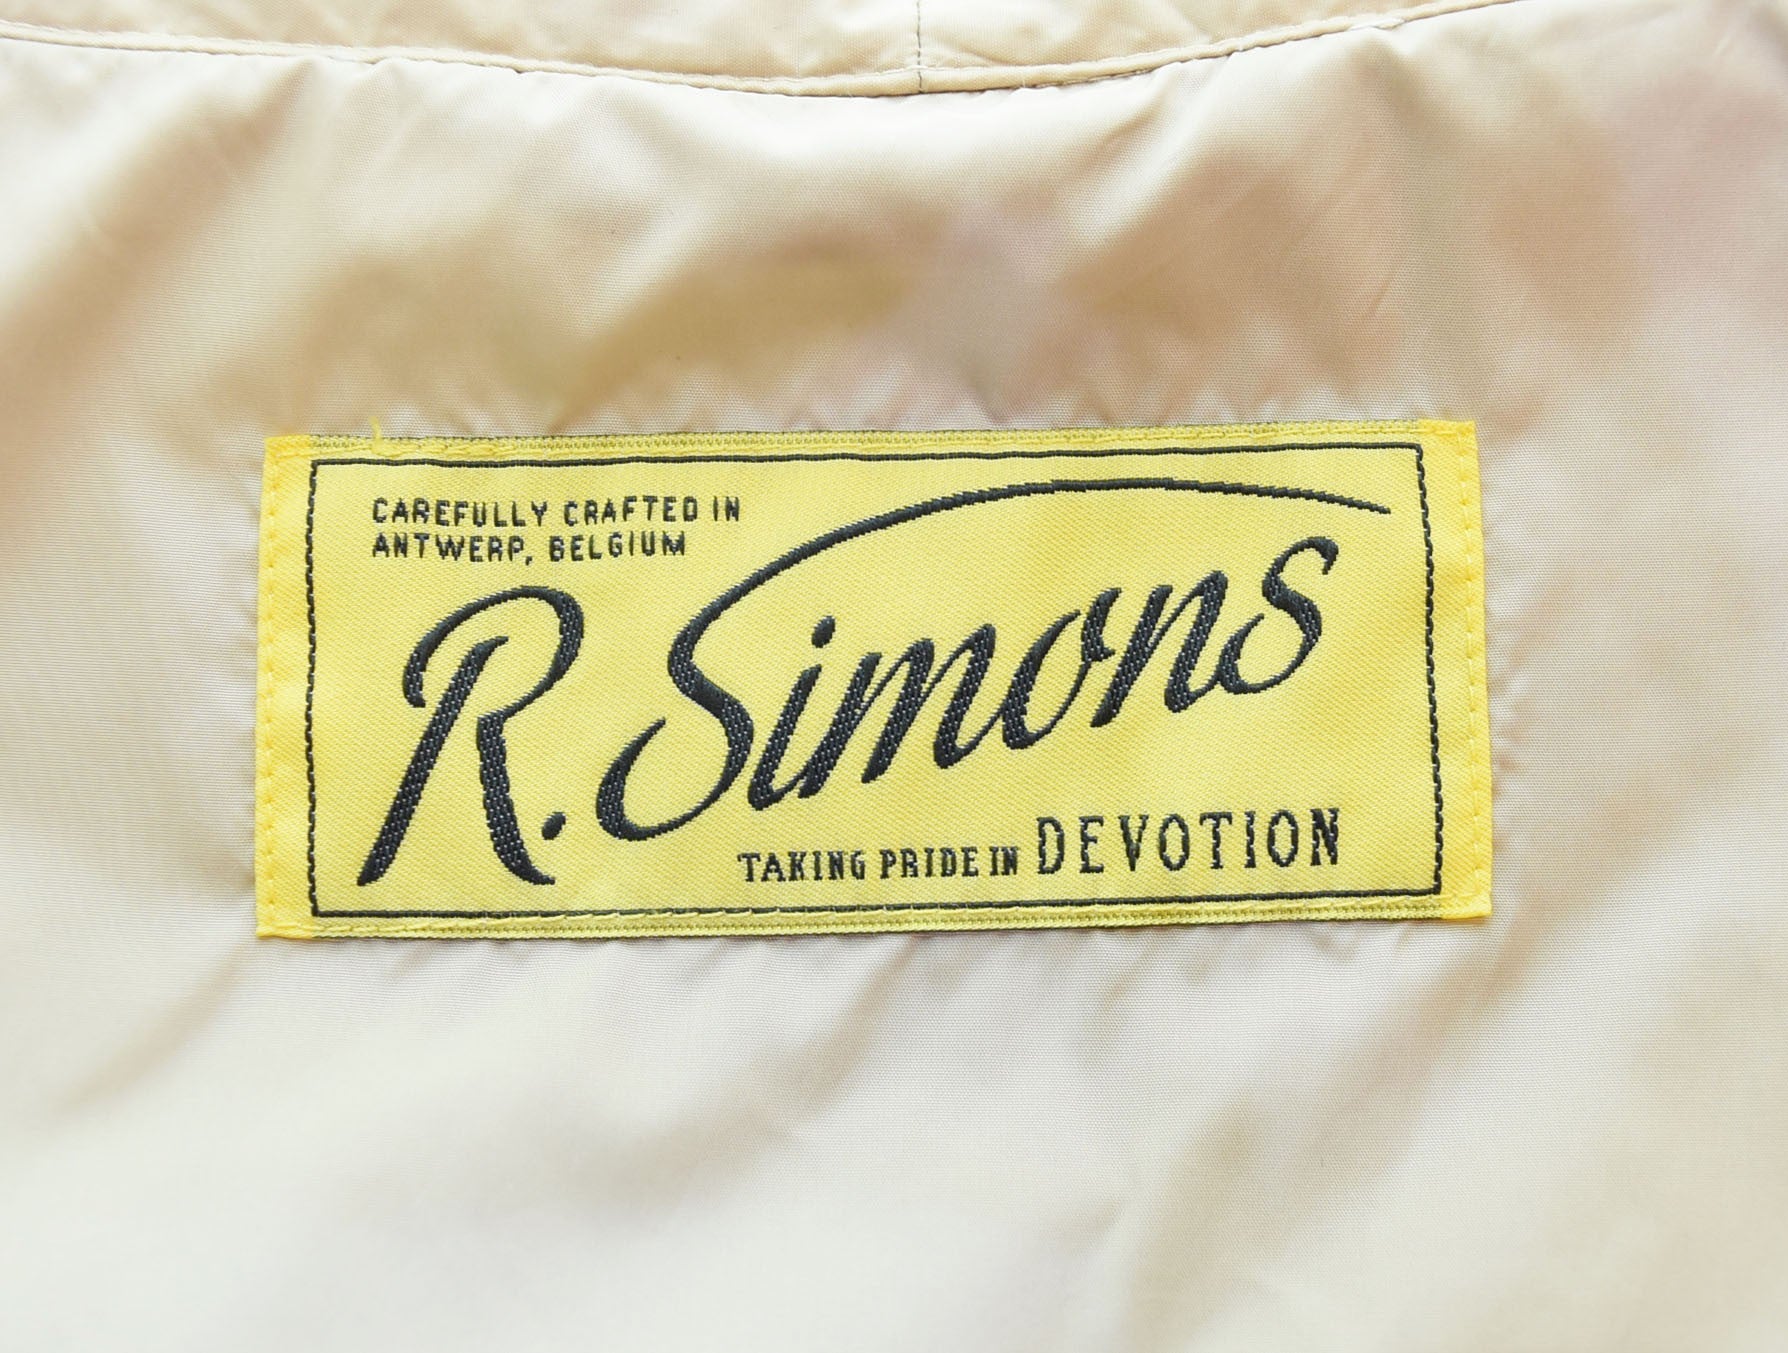 CAREFULLY CRAFTED IN
ANTWERP, BELGIUM
R. Simons
TAKING PRIDE IN DEVOTION